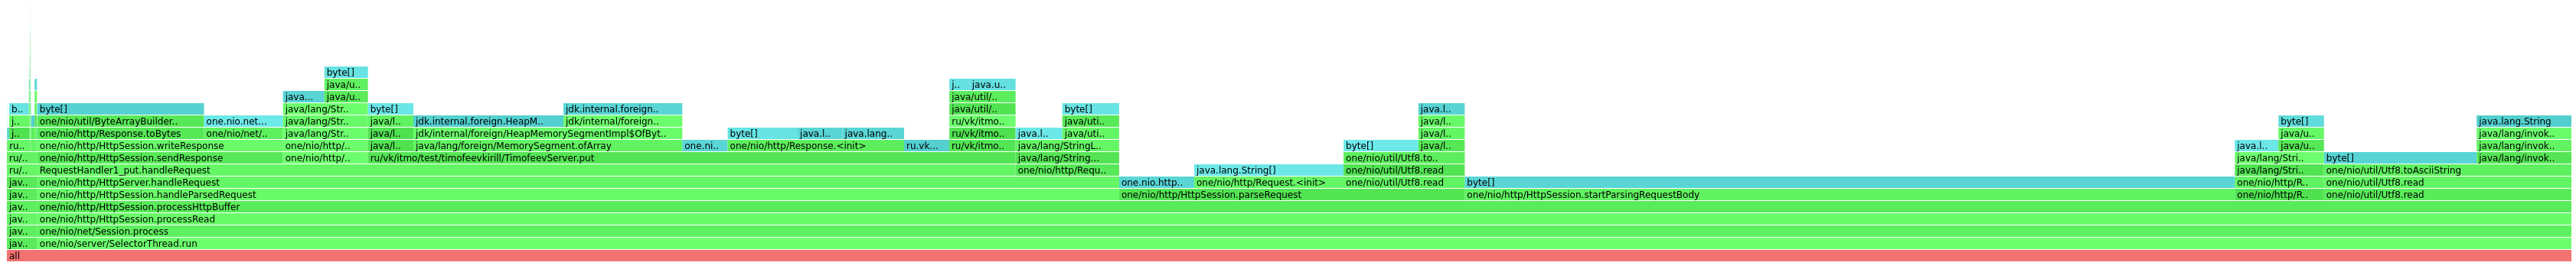 byte[]
java/u..
j.. java.u..
java... java/u.. java/util/..
b.. byte[] java/lang/Str.. byte[] jdk.internal.foreign.. java/util/.. byte[] java.l..
j.. one/nio/util/ByteArrayBuilder.. one.nio.net... java/lang/Str.. java/l.. jdk.internal.foreign.HeapM.. jdk/internal/foreign.. ru/vk/itmo.. java/uti.. java/l.. byte[] java.lang.String
j.. one/nio/http/Response.toBytes one/nio/net/.. java/lang/Str.. java/l.. jdk/internal/foreign/HeapMemorySegmentImpl$OfByt.. byte[] java.l.. java.lang.. ru/vk/itmo.. java.l.. java/uti.. java/l.. java/u.. java/lang/invok..
ru.. one/nio/http/HttpSession.writeResponse one/nio/http/.. java/l.. java/lang/foreign/MemorySegment.ofArray one.ni.. one/nio/http/Response.<init> ru.vk... ru/vk/itmo.. java/lang/StringL.. byte[] java/l.. java.l.. java/u.. java/lang/invok..
ru/.. one/nio/http/HttpSession.sendResponse one/nio/http/.. ru/vk/itmo/test/timofeevkirill/TimofeevServer.put java/lang/String... one/nio/util/Utf8.to.. java/lang/Stri.. byte[] java/lang/invok..
ru/.. RequestHandler1_put.handleRequest one/nio/http/Requ.. java.lang.String[] one/nio/util/Utf8.read java/lang/Stri.. one/nio/util/Utf8.toAsciiString
jav.. one/nio/http/HttpServer.handleRequest one.nio.http.. one/nio/http/Request.<init> one/nio/util/Utf8.read byte[] one/nio/http/R.. one/nio/util/Utf8.read
jav.. one/nio/http/HttpSession.handleParsedRequest one/nio/http/HttpSession.parseRequest one/nio/http/HttpSession.startParsingRequestBody one/nio/http/R.. one/nio/util/Utf8.read
jav.. one/nio/http/HttpSession.processHttpBuffer
jav.. one/nio/http/HttpSession.processRead
jav.. one/nio/net/Session.process
jav.. one/nio/server/SelectorThread.run
all